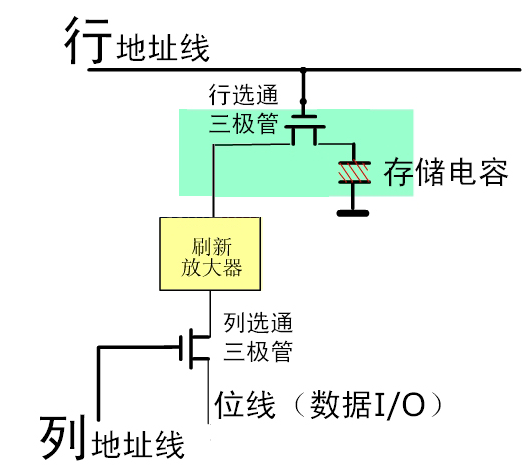 行地址线
行选通
三极管
存储电容
刷新
放大器
列选通
三极管
位线（数据I/O）
列地址线